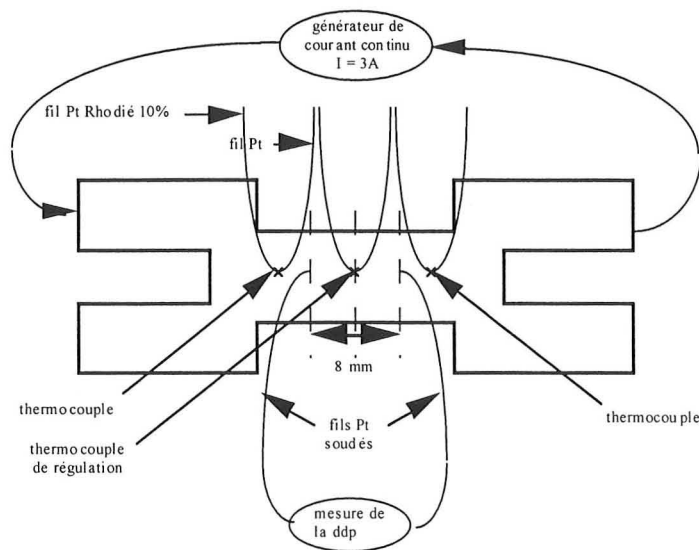 générateur de
courant continu
I = 3A
fil Pt Rhodié 10%
fil Pt
8 mm
thermocouple
thermocouple
de régulation
fils Pt
soudés
thermocouple
mesure de
la ddp